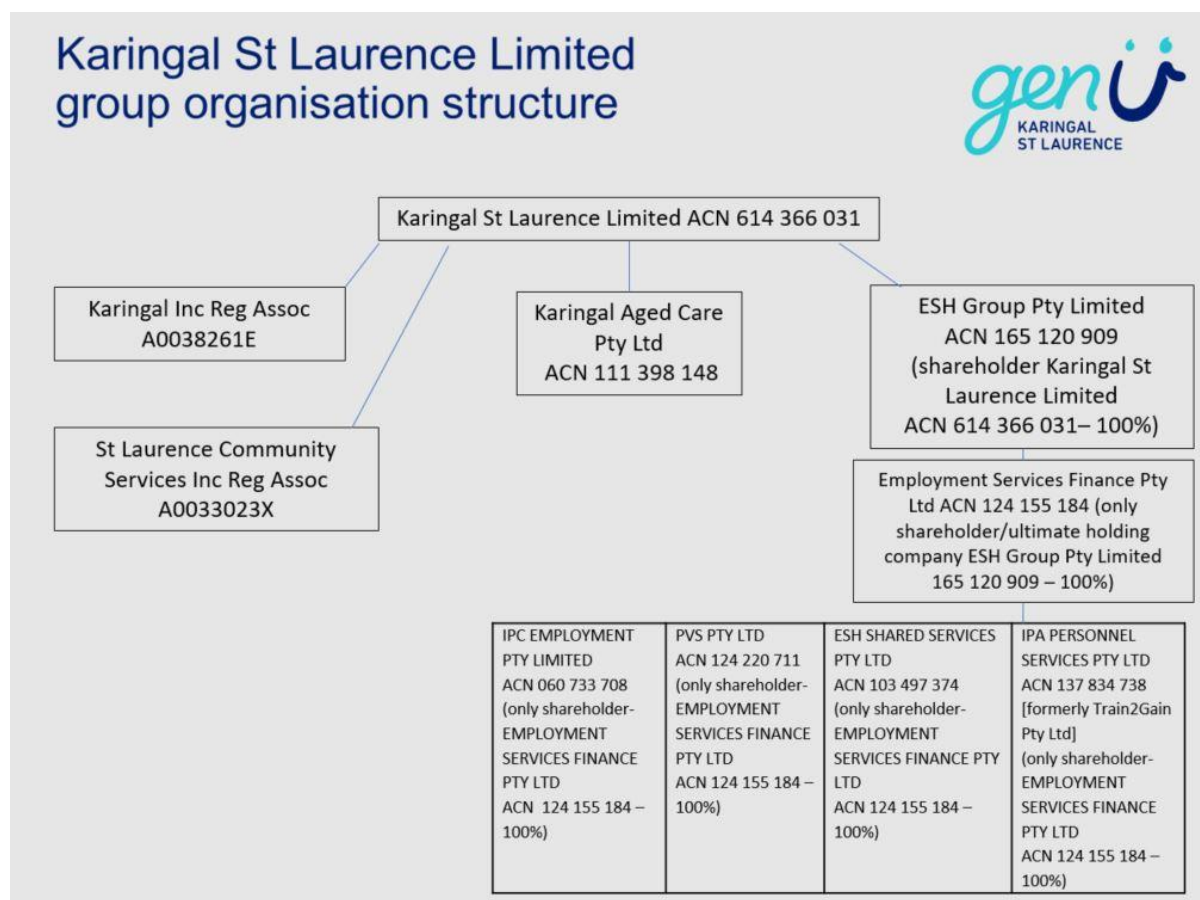 Karingal St Laurence Limited
group organisation structure
genU
KARINGAL
ST LAURENCE
Karingal St Laurence Limited ACN 614 366 031
Karingal Inc Reg Assoc
A0038261E
Karingal Aged Care
Pty Ltd
ACN 111 398 148
ESH Group Pty Limited
ACN 165 120 909
(shareholder Karingal St
Laurence Limited
ACN 614 366 031– 100%)
St Laurence Community
Services Inc Reg Assoc
A0033023X
Employment Services Finance Pty
Ltd ACN 124 155 184 (only
shareholder/ultimate holding
company ESH Group Pty Limited
165 120 909 – 100%)
IPC EMPLOYMENT
PTY LIMITED
ACN 060 733 708
(only shareholder-
EMPLOYMENT
SERVICES FINANCE
PTY LTD
ACN  124 155 184 –
100%)
PVS PTY LTD
ACN 124 220 711
(only shareholder-
EMPLOYMENT
SERVICES FINANCE
PTY LTD
ACN 124 155 184 –
100%)
ESH SHARED SERVICES
PTY LTD
ACN 103 497 374
(only shareholder-
EMPLOYMENT
SERVICES FINANCE PTY
LTD
ACN 124 155 184 –
100%)
IPA PERSONNEL
SERVICES PTY LTD
ACN 137 834 738
[formerly Train2Gain
Pty Ltd]
(only shareholder-
EMPLOYMENT
SERVICES FINANCE
PTY LTD
ACN 124 155 184 –
100%)